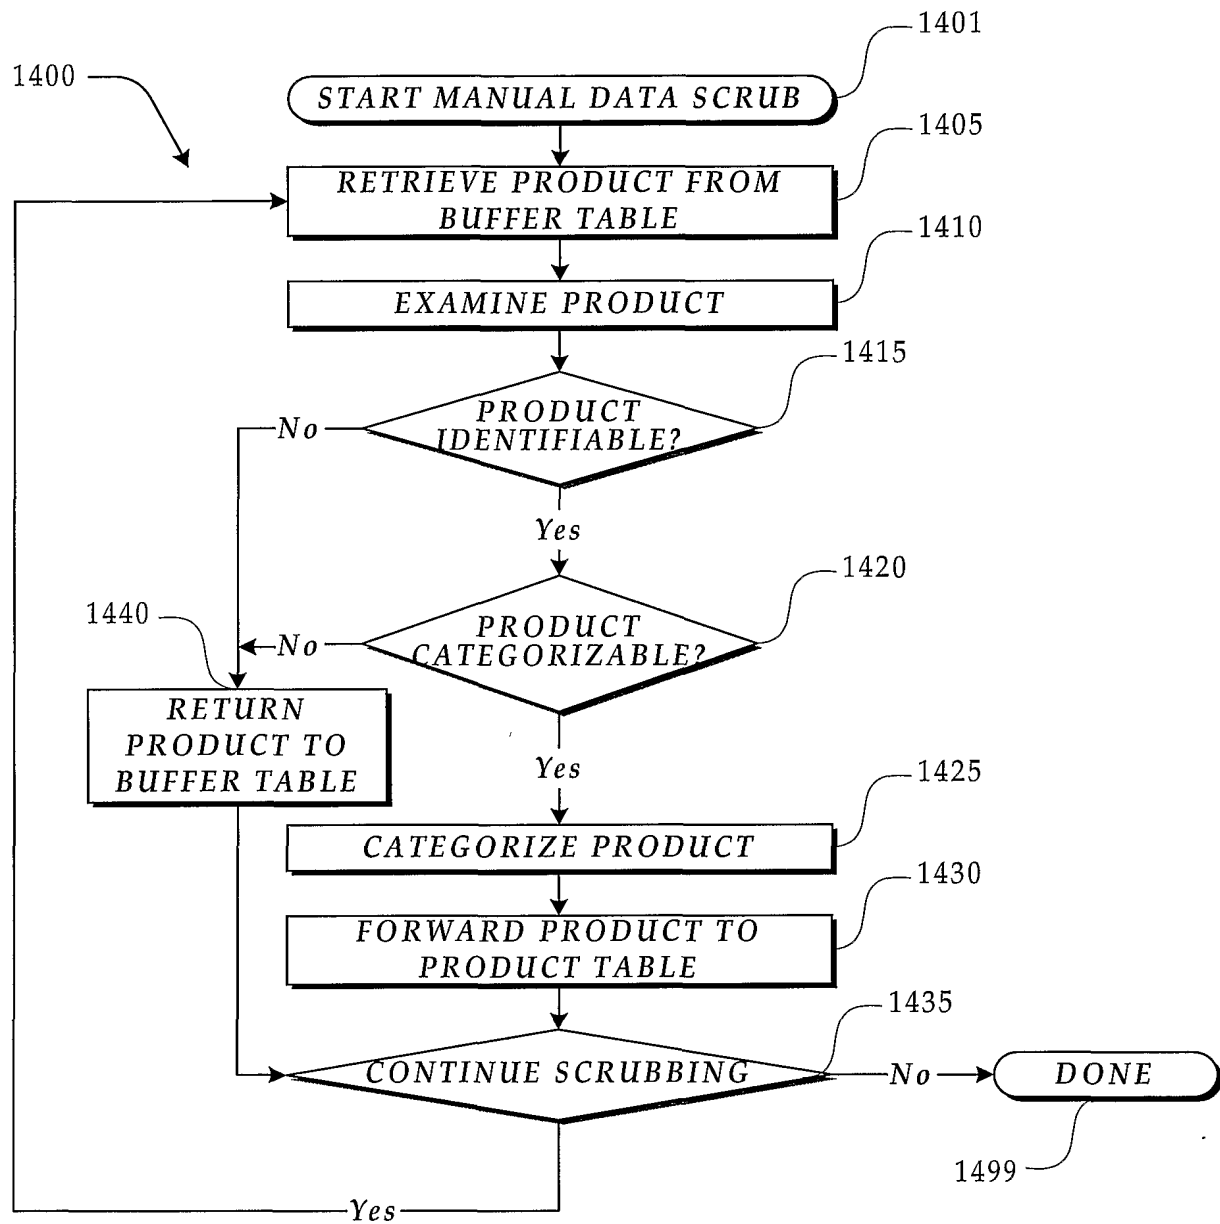 1401
1400
START MANUAL DATA SCRUB
1405
RETRIEVE PRODUCT FROM
BUFFER TABLE
1410
EXAMINE PRODUCT
1415
PRODUCT
IDENTIFIABLE?
No
Yes
1420
PRODUCT
CATEGORIZABLE?
No
1440
RETURN
PRODUCT TO
BUFFER TABLE
Yes
1425
CATEGORIZE PRODUCT
1430
FORWARD PRODUCT TO
PRODUCT TABLE
1435
CONTINUE SCRUBBING
No
DONE
1499
Yes